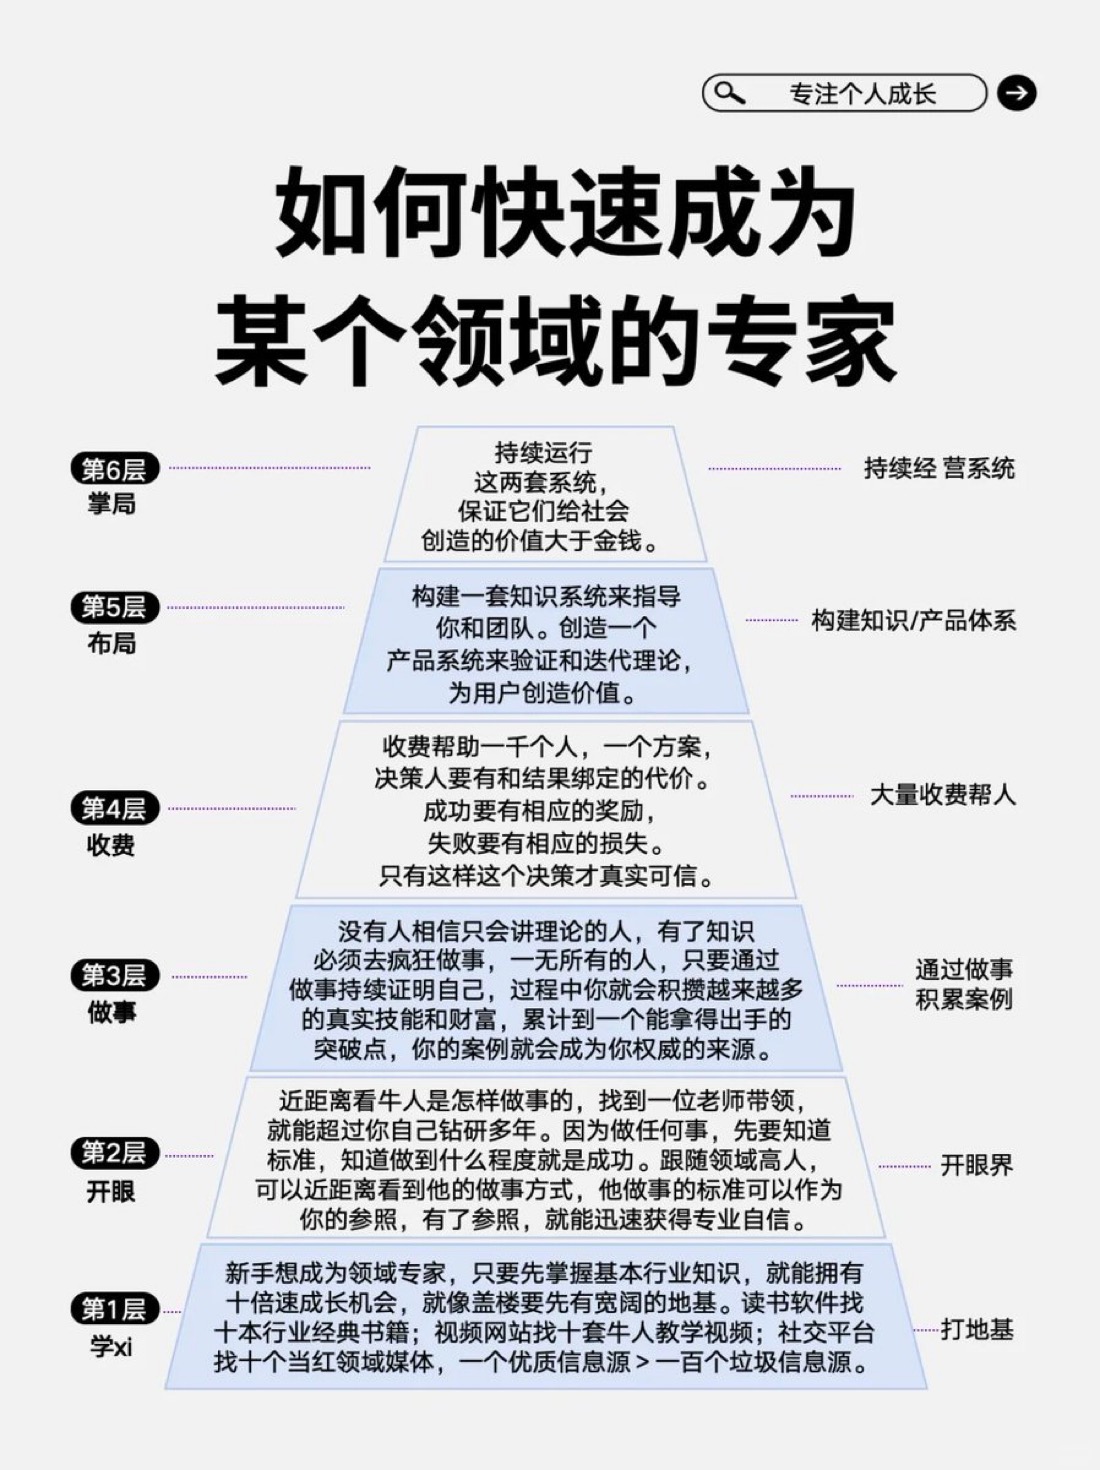 专注个人成长
如何快速成为
某个领域的专家
第6层
掌局
持续运行
这两套系统，
保证它们给社会
创造的价值大于金钱。
持续经 营系统
第5层
布局
构建一套知识系统来指导
你和团队。创造一个
产品系统来验证和迭代理论，
为用户创造价值。
构建知识/产品体系
第4层
收费
收费帮助一千个人，一个方案，
决策人要有和结果绑定的代价。
成功要有相应的奖励，
失败要有相应的损失。
只有这样这个决策才真实可信。
大量收费帮人
第3层
做事
没有人相信只会讲理论的人，有了知识
必须去疯狂做事，一无所有的人，只要通过
做事持续证明自己，过程中你就会积攒越来越多
的真实技能和财富，累计到一个能拿得出手的
突破点，你的案例就会成为你权威的来源。
通过做事
积累案例
第2层
开眼
近距离看牛人是怎样做事的，找到一位老师带领，
就能超过你自己钻研多年。因为做任何事，先要知道
标准，知道做到什么程度就是成功。跟随领域高人，
可以近距离看到他的做事方式，他做事的标准可以作为
你的参照，有了参照，就能迅速获得专业自信。
开眼界
第1层
学xi
新手想成为领域专家，只要先掌握基本行业知识，就能拥有
十倍速成长机会，就像盖楼要先有宽阔的地基。读书软件找
十本行业经典书籍；视频网站找十套牛人教学视频；社交平台
找十个当红领域媒体，一个优质信息源＞一百个垃圾信息源。
打地基